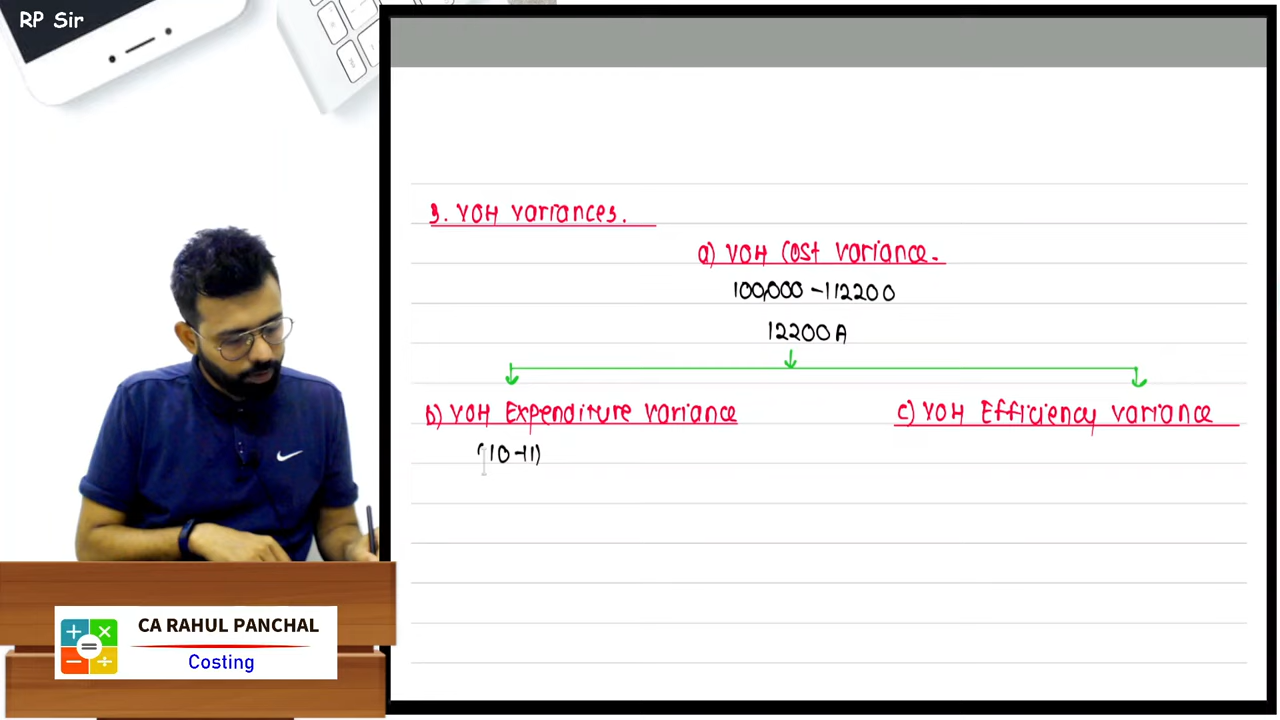 RP Sir
3. VOH Variances.
a) VOH Cost Variance.
100,000 - 112200
12200 A
b) VOH Expenditure Variance
c) VOH Efficiency Variance
(10-11)
CA RAHUL PANCHAL
Costing